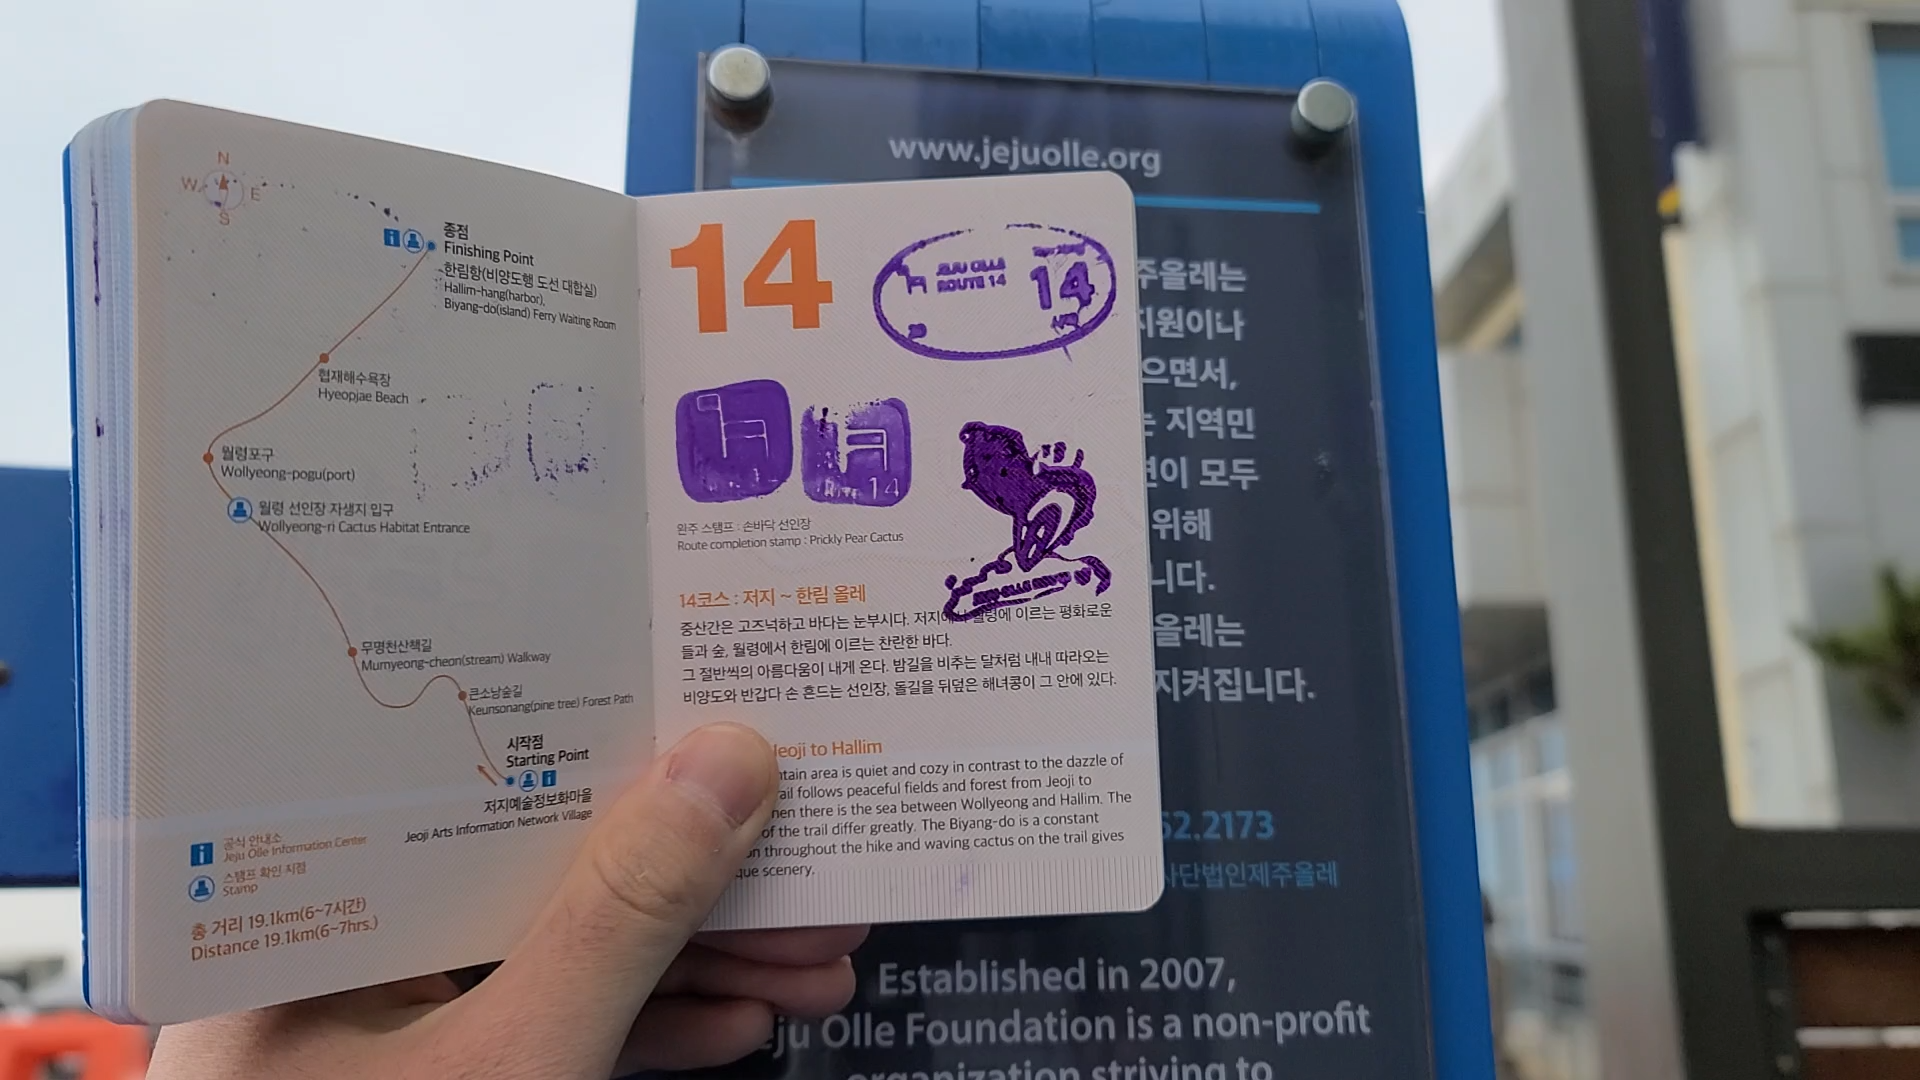 N
W
E
S
종점
Finishing Point
한림항(비양도행 도선 대합실)
Hallim-hang(harbor),
Biyang-do(island) Ferry Waiting Room
협재해수욕장
Hyeopjae Beach
월령포구
Wollyeong-pogu(port)
월령 선인장 자생지 입구
Wollyeong-ri Cactus Habitat Entrance
무명천산책길
Mumyeong-cheon(stream) Walkway
큰소낭숲길
Keunsonang(pine tree) Forest Path
시작점
Starting Point
저지예술정보화마을
Jeoji Arts Information Network Village
공식 안내소
Jeju Olle Information Center
스탬프 확인 지점
Stamp
총 거리 19.1km(6~7시간)
Distance 19.1km(6~7hrs.)
14
JEJU OLLE
ROUTE 14
14
14
완주 스탬프 : 손바닥 선인장
Route completion stamp : Prickly Pear Cactus
JEJU OLLE
14코스 : 저지 ~ 한림 올레
중산간은 고즈넉하고 바다는 눈부시다. 저지에서 월령에 이르는 평화로운
들과 숲, 월령에서 한림에 이르는 찬란한 바다.
그 절반씩의 아름다움이 내게 온다. 밤길을 비추는 달처럼 내내 따라오는
비양도와 반갑다 손 흔드는 선인장, 돌길을 뒤덮은 해녀콩이 그 안에 있다.
Jeoji to Hallim
area is quiet and cozy in contrast to the dazzle of
follows peaceful fields and forest from Jeoji to
there is the sea between Wollyeong and Hallim. The
of the trail differ greatly. The Biyang-do is a constant
throughout the hike and waving cactus on the trail gives
scenery.
www.jejuolle.org
주올레는
지원이나
으면서,
지역민
이 모두
위해
니다.
올레는
지켜집니다.
2173
사단법인제주올레
Established in 2007,
Jeju Olle Foundation is a non-profit
organization striving to